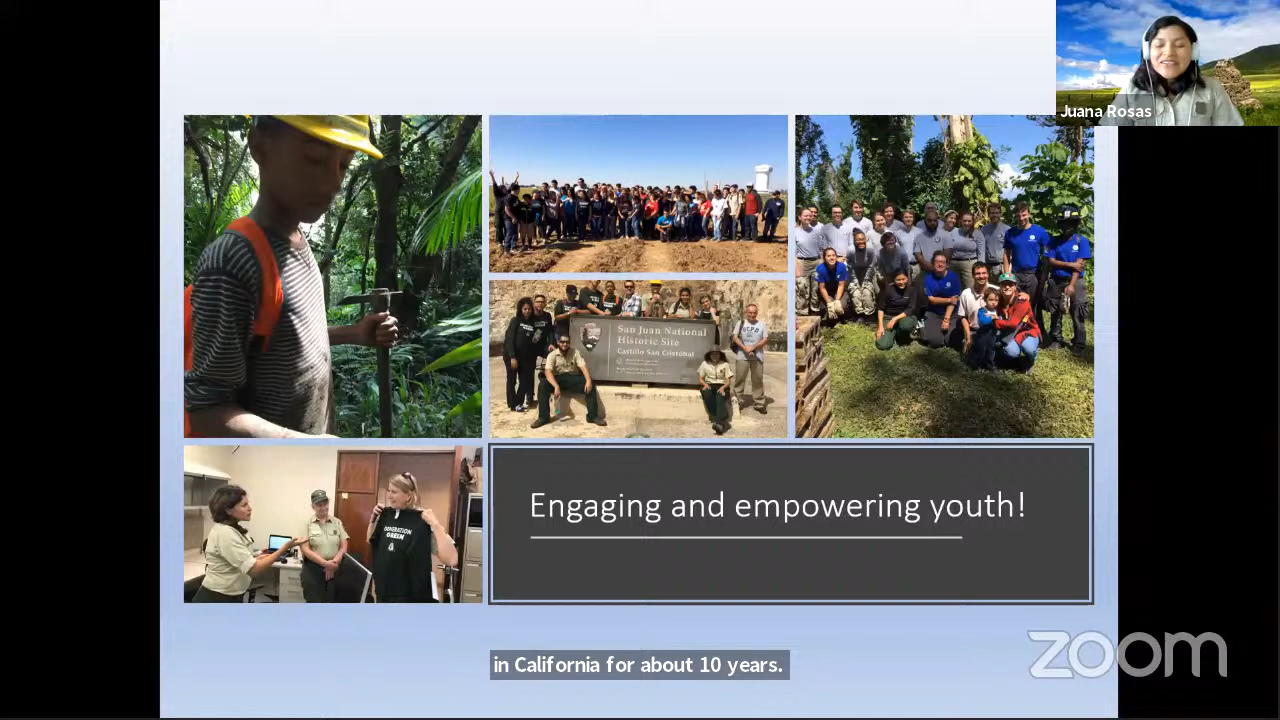 Juana Rosas
San Juan National
Historic Site
Castillo San Cristóbal
GENERATION
GREEN
Engaging and empowering youth!
in California for about 10 years.
zoom